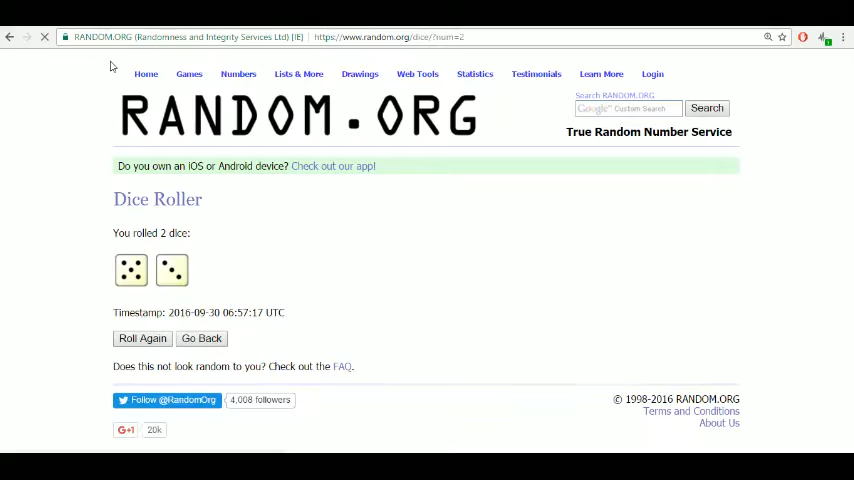 RANDOM.ORG (Randomness and Integrity Services Ltd) [IE] https://www.random.org/dice/?num=2
Home Games Numbers Lists & More Drawings Web Tools Statistics Testimonials Learn More Login
RANDOM.ORG
Search RANDOM.ORG
Google™ Custom Search Search
True Random Number Service
Do you own an iOS or Android device? Check out our app!
Dice Roller
You rolled 2 dice:
Timestamp: 2016-09-30 06:57:17 UTC
Roll Again Go Back
Does this not look random to you? Check out the FAQ.
Follow @RandomOrg 4,008 followers
© 1998-2016 RANDOM.ORG
Terms and Conditions
About Us
G+1 20k